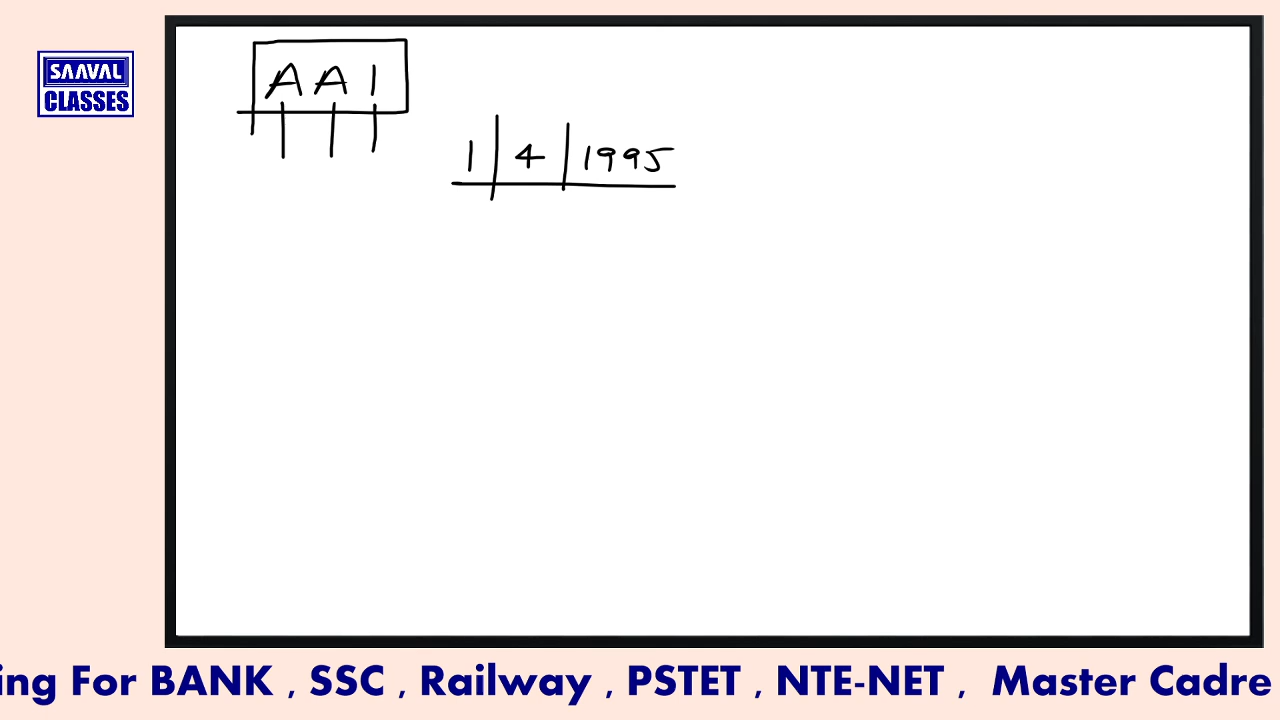 SAAVAL
CLASSES
AAI
1|4|1995
ing For BANK , SSC , Railway , PSTET , NTE-NET , Master Cadre